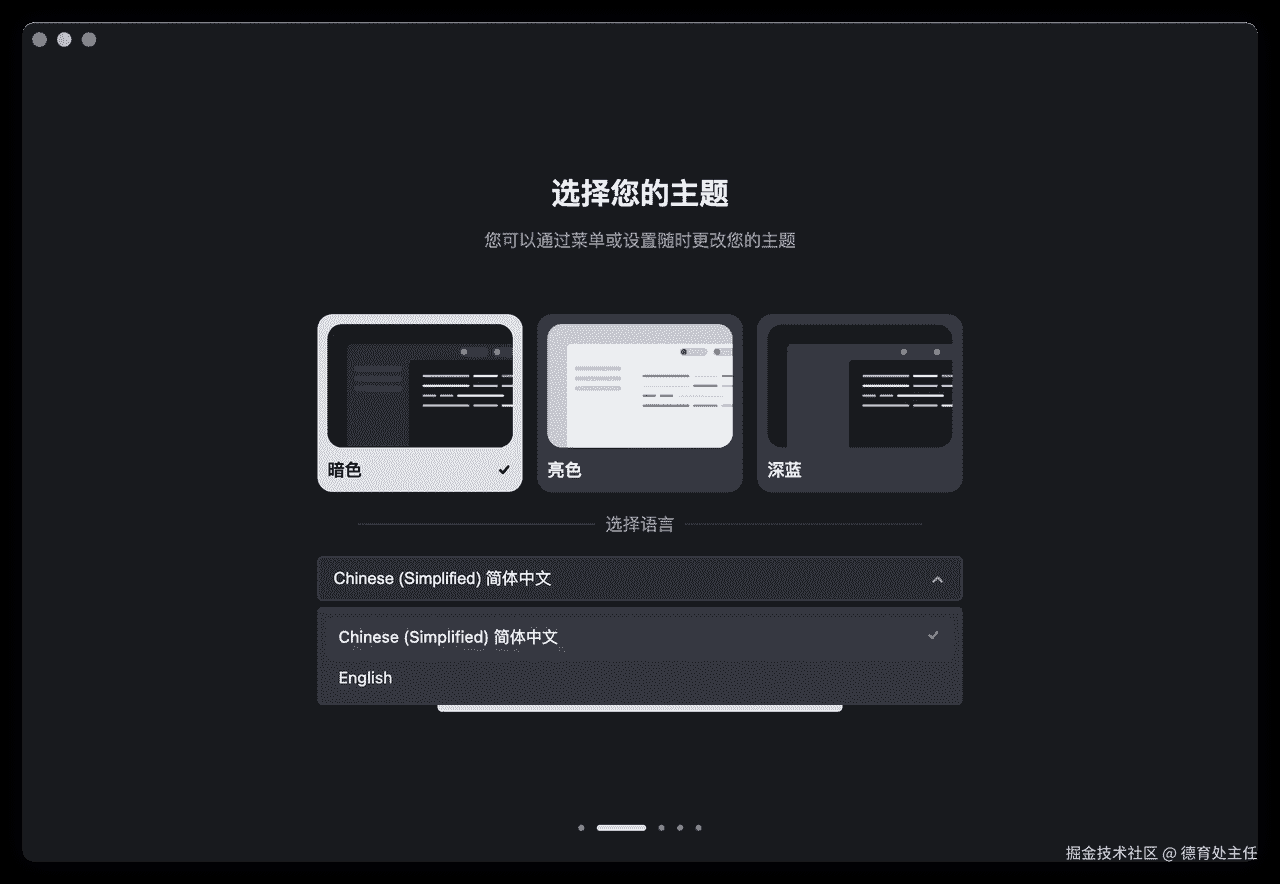 选择您的主题
您可以通过菜单或设置随时更改您的主题
暗色
亮色
深蓝
选择语言
Chinese (Simplified) 简体中文
Chinese (Simplified) 简体中文
English
掘金技术社区 @ 德育处主任